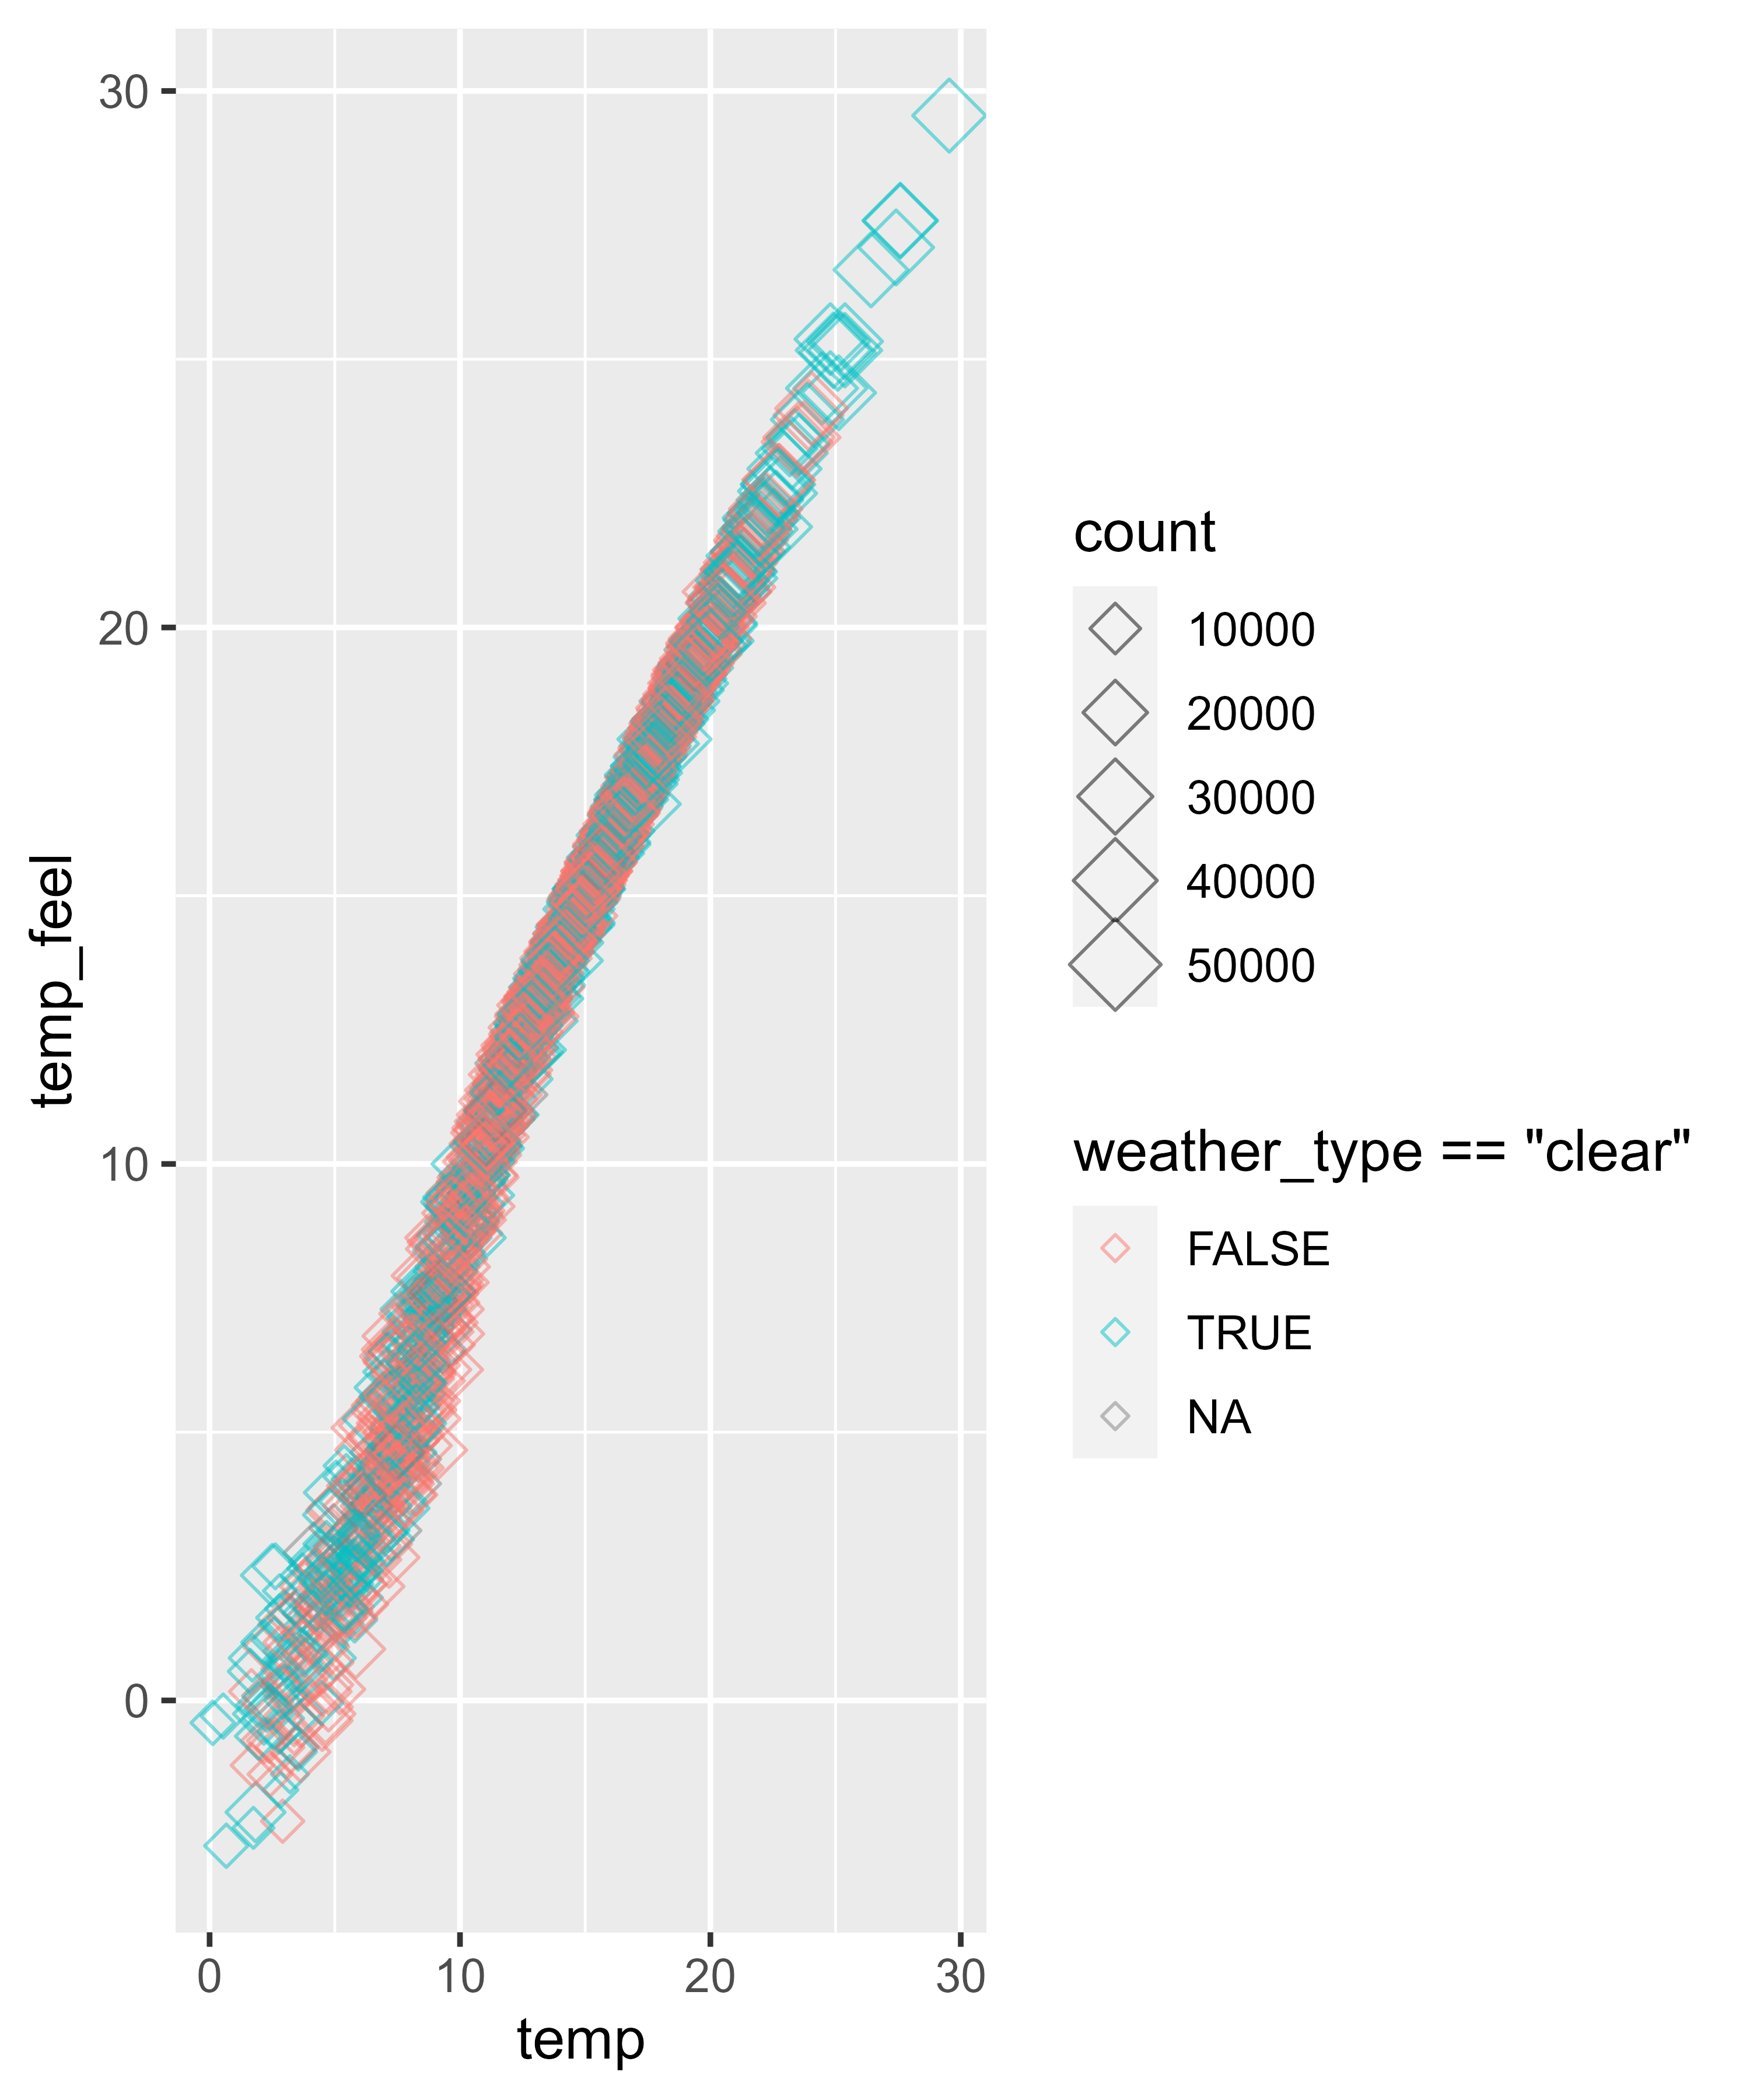 30
20
10
0
temp_feel
0 10 20 30
temp
count
10000
20000
30000
40000
50000
weather_type == "clear"
FALSE
TRUE
NA